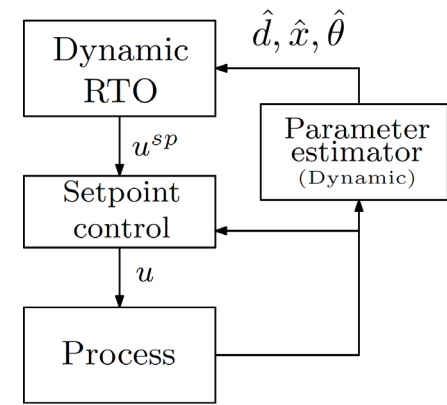 Dynamic
RTO
d̂, x̂, θ̂
u^{sp}
Parameter
estimator
(Dynamic)
Setpoint
control
u
Process